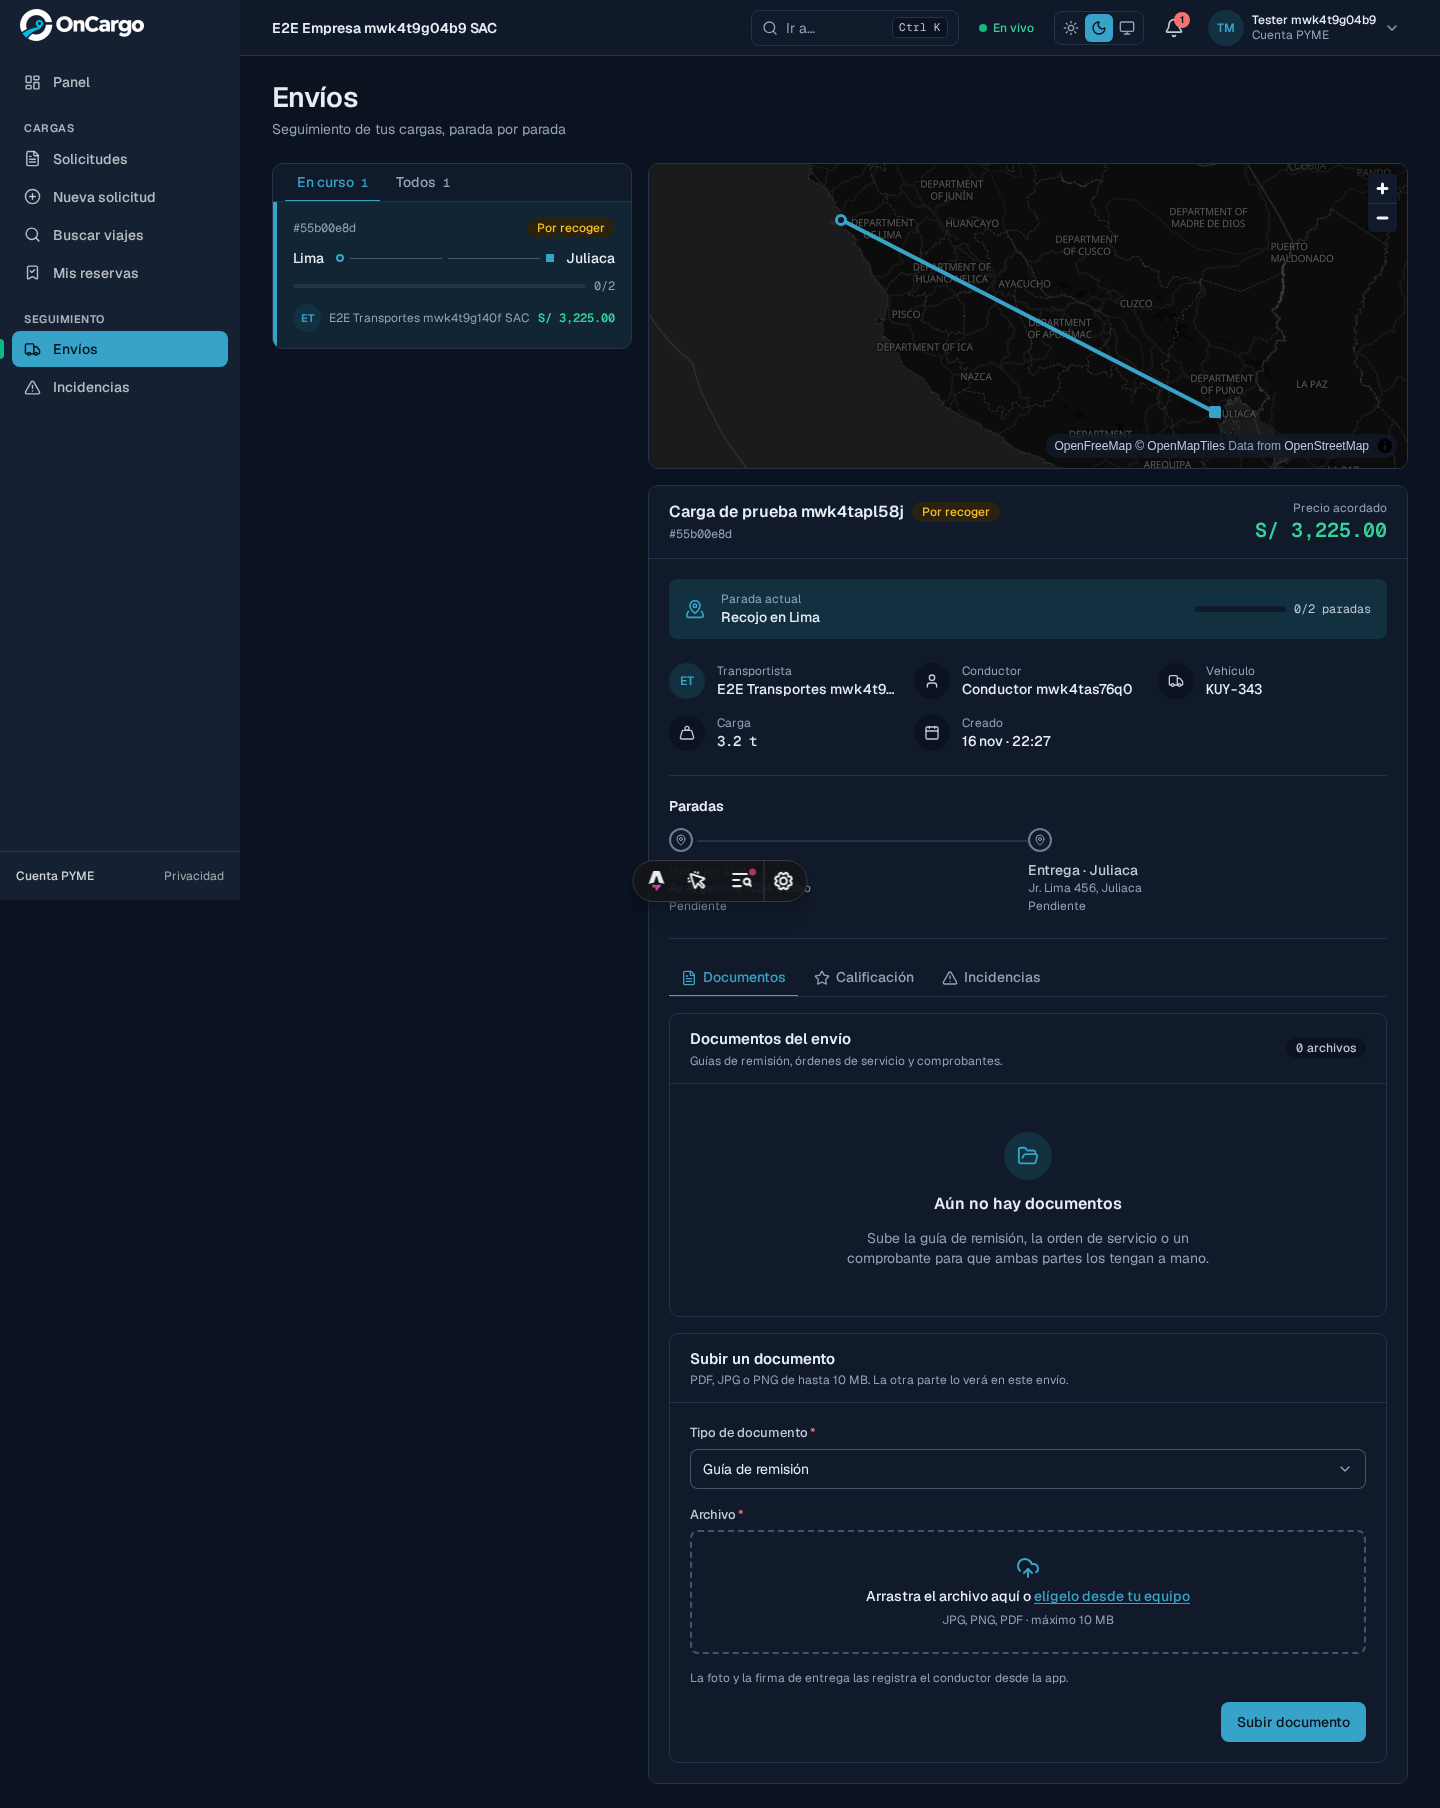 OnCargo
E2E Empresa mwk4t9g04b9 SAC
Ir a...
Ctrl K
En vivo
1
TM
Tester mwk4t9g04b9
Cuenta PYME
Panel
CARGAS
Solicitudes
Nueva solicitud
Buscar viajes
Mis reservas
SEGUIMIENTO
Envíos
Incidencias
Cuenta PYME
Privacidad
Envíos
Seguimiento de tus cargas, parada por parada
En curso 1
Todos 1
#55b00e8d
Por recoger
Lima
Juliaca
0/2
ET
E2E Transportes mwk4t9g140f SAC
S/ 3,225.00
DEPARTMENT
OF JUNÍN
DEPARTMENT
DE LIMA
HUANCAYO
DEPARTMENT OF
MADRE DE DIOS
DEPARTMENT
OF CUSCO
PUERTO
MALDONADO
DEPARTMENT OF
HUANCAVELICA
AYACUCHO
CUZCO
PISCO
DEPARTMENT
OF APURÍMAC
DEPARTMENT OF ICA
NAZCA
DEPARTMENT
OF PUNO
LA PAZ
JULIACA
DEPARTMENT
AREQUIPA
OpenFreeMap © OpenMapTiles Data from OpenStreetMap
Carga de prueba mwk4tapl58j
Por recoger
#55b00e8d
Precio acordado
S/ 3,225.00
Parada actual
Recojo en Lima
0/2 paradas
ET
Transportista
E2E Transportes mwk4t9...
Conductor
Conductor mwk4tas76q0
Vehículo
KUY-343
Carga
3.2 t
Creado
16 nov · 22:27
Paradas
Pendiente
Entrega · Juliaca
Jr. Lima 456, Juliaca
Pendiente
Documentos
Calificación
Incidencias
Documentos del envío
Guías de remisión, órdenes de servicio y comprobantes.
0 archivos
Aún no hay documentos
Sube la guía de remisión, la orden de servicio o un
comprobante para que ambas partes los tengan a mano.
Subir un documento
PDF, JPG o PNG de hasta 10 MB. La otra parte lo verá en este envío.
Tipo de documento *
Guía de remisión
Archivo *
Arrastra el archivo aquí o elígelo desde tu equipo
JPG, PNG, PDF · máximo 10 MB
La foto y la firma de entrega las registra el conductor desde la app.
Subir documento